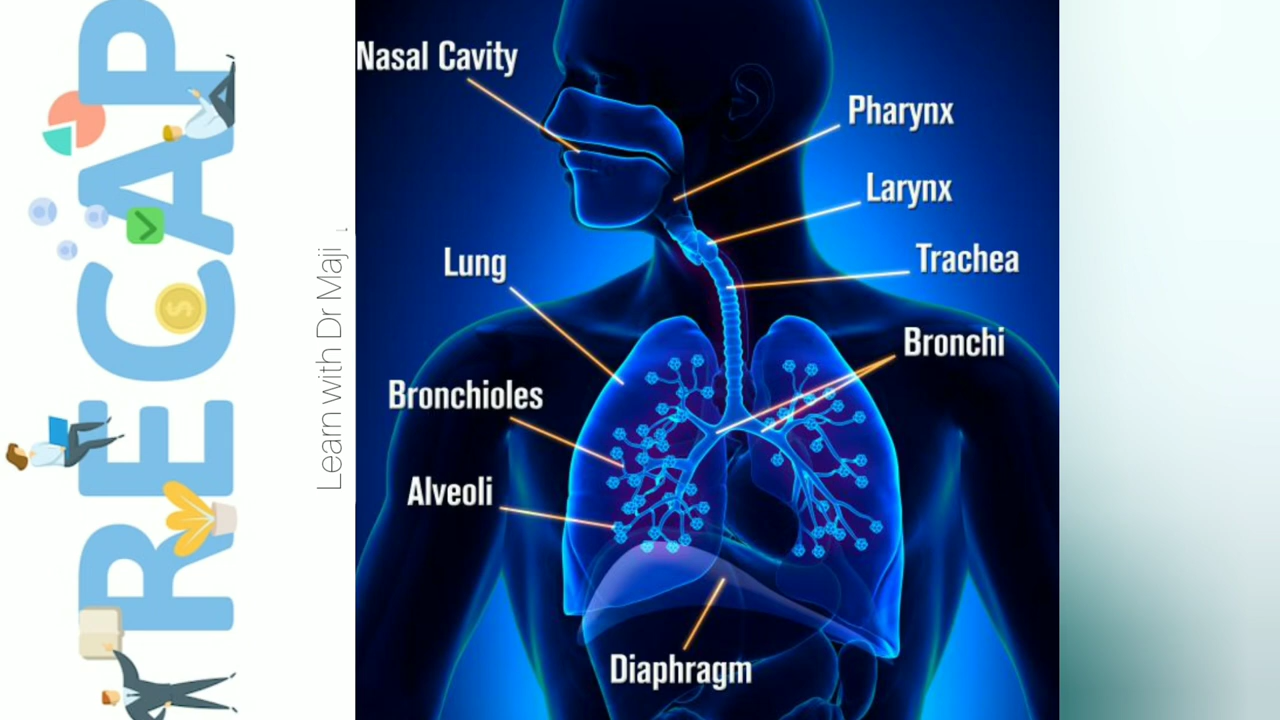 RECAP
Learn with Dr Maji
Nasal Cavity
Pharynx
Larynx
Lung
Trachea
Bronchi
Bronchioles
Alveoli
Diaphragm